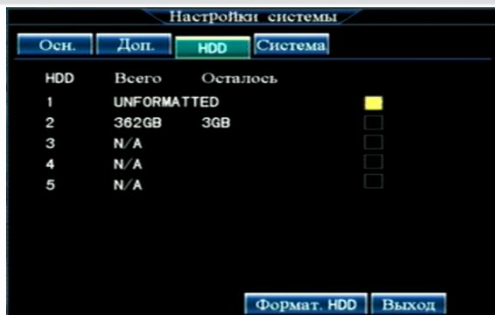 Настройки системы
Осн. Доп. HDD Система
HDD Всего Осталось
1 UNFORMATTED
2 362GB 3GB
3 N/A
4 N/A
5 N/A
Формат. HDD Выход